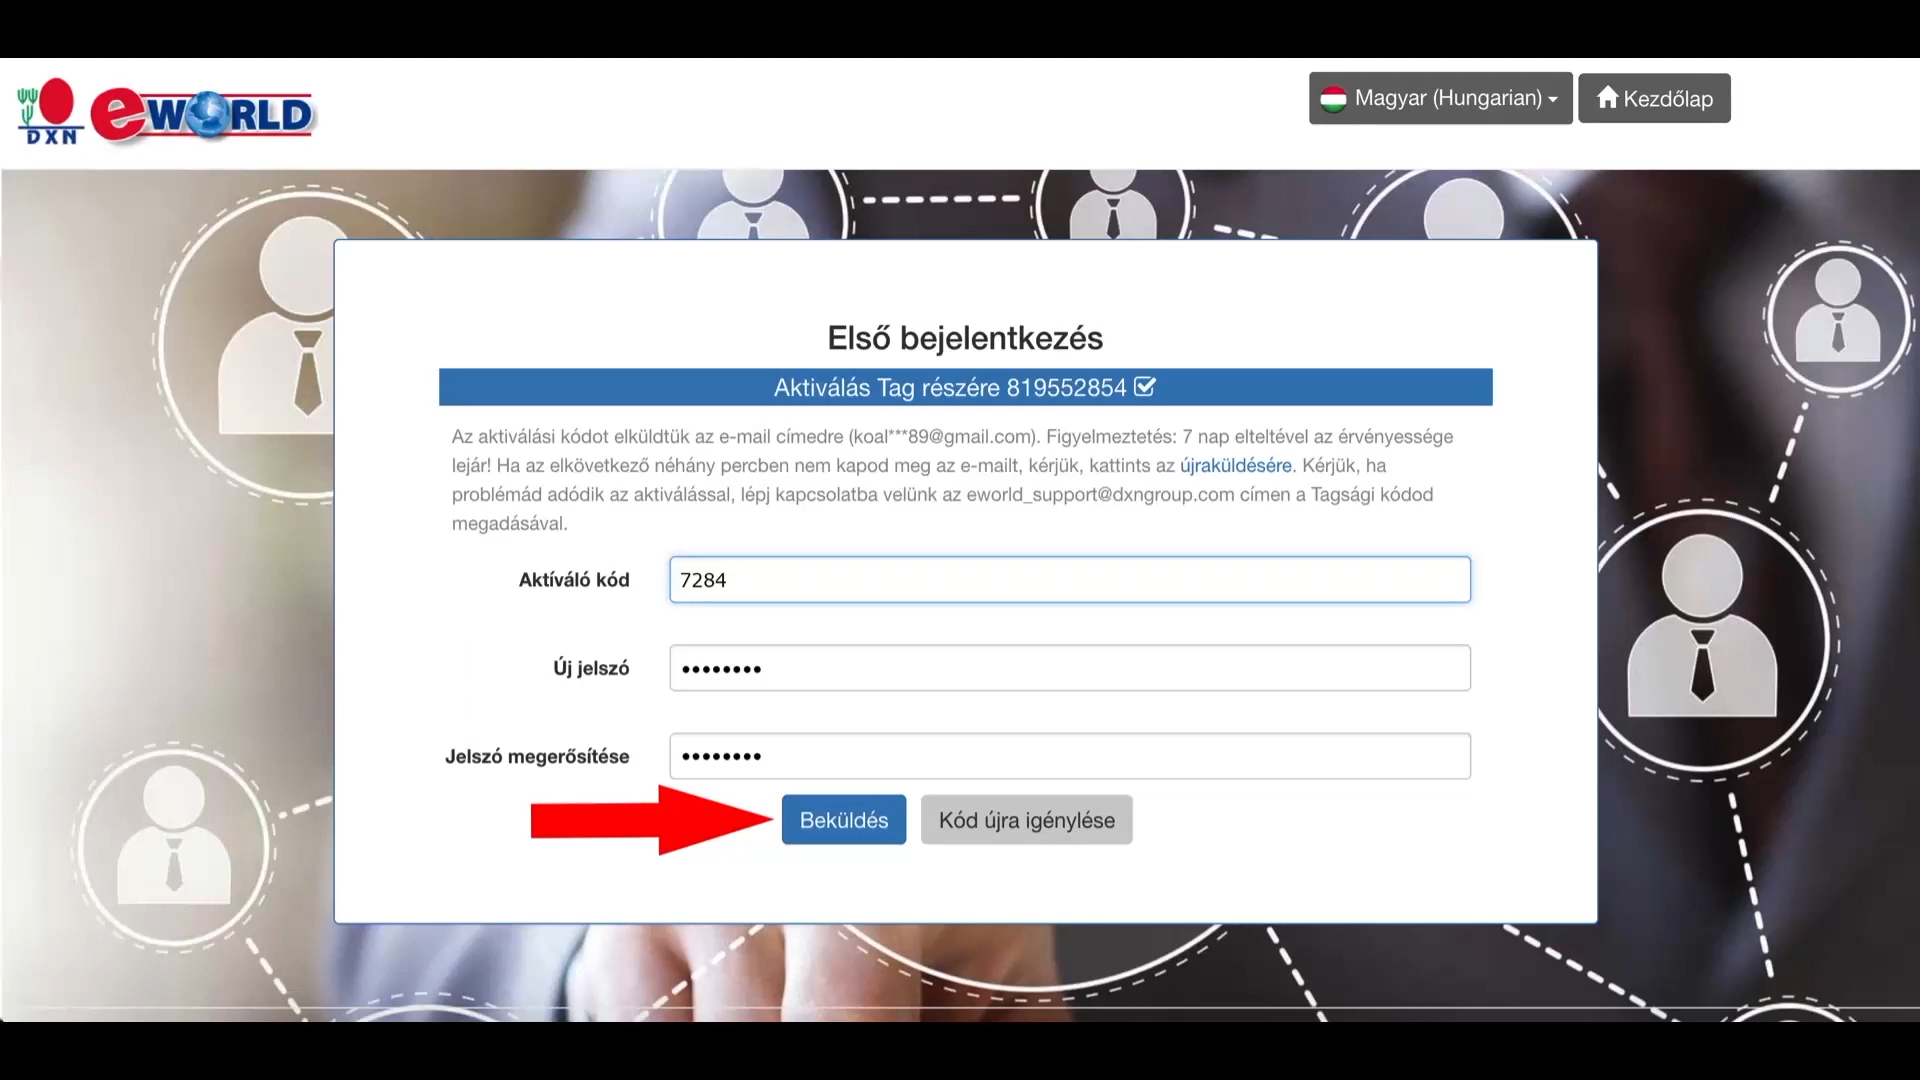 DXN eWORLD
Magyar (Hungarian)
Kezdőlap
Első bejelentkezés
Aktiválás Tag részére 819552854
Az aktiválási kódot elküldtük az e-mail címedre (koal***89@gmail.com). Figyelmeztetés: 7 nap elteltével az érvényessége
lejár! Ha az elkövetkező néhány percben nem kapod meg az e-mailt, kérjük, kattints az újraküldésére. Kérjük, ha
problémád adódik az aktiválással, lépj kapcsolatba velünk az eworld_support@dxngroup.com címen a Tagsági kódod
megadásával.
Aktíváló kód
7284
Új jelszó
••••••••
Jelszó megerősítése
••••••••
Beküldés
Kód újra igénylése